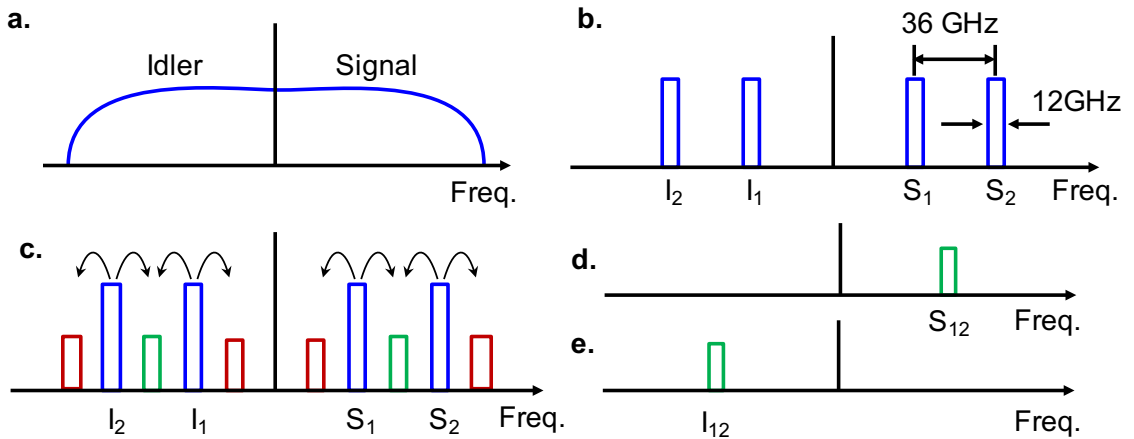 a.
Idler
Signal
Freq.
b.
36 GHz
12GHz
I₂
I₁
S₁
S₂
Freq.
c.
I₂
I₁
S₁
S₂
Freq.
d.
S₁₂
Freq.
e.
I₁₂
Freq.